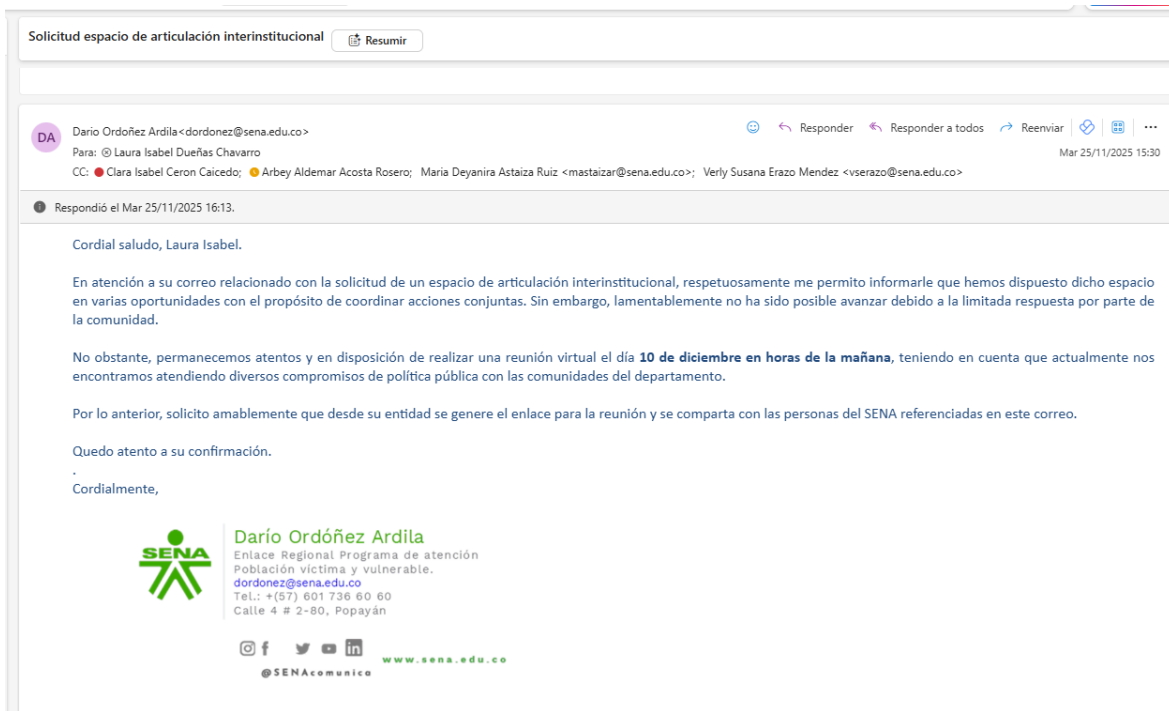 Solicitud espacio de articulación interinstitucional Resumir
DA
Dario Ordoñez Ardila<dordonez@sena.edu.co>
Responder Responder a todos Reenviar
Para: Laura Isabel Dueñas Chavarro
Mar 25/11/2025 15:30
CC: Clara Isabel Ceron Caicedo; Arbey Aldemar Acosta Rosero; Maria Deyanira Astaiza Ruiz <mastaizar@sena.edu.co>; Verly Susana Erazo Mendez <vserazo@sena.edu.co>
Respondió el Mar 25/11/2025 16:13.
Cordial saludo, Laura Isabel.
En atención a su correo relacionado con la solicitud de un espacio de articulación interinstitucional, respetuosamente me permito informarle que hemos dispuesto dicho espacio
en varias oportunidades con el propósito de coordinar acciones conjuntas. Sin embargo, lamentablemente no ha sido posible avanzar debido a la limitada respuesta por parte de
la comunidad.
No obstante, permanecemos atentos y en disposición de realizar una reunión virtual el día 10 de diciembre en horas de la mañana, teniendo en cuenta que actualmente nos
encontramos atendiendo diversos compromisos de política pública con las comunidades del departamento.
Por lo anterior, solicito amablemente que desde su entidad se genere el enlace para la reunión y se comparta con las personas del SENA referenciadas en este correo.
Quedo atento a su confirmación.
.
Cordialmente,
SENA
Darío Ordóñez Ardila
Enlace Regional Programa de atención
Población víctima y vulnerable.
dordonez@sena.edu.co
Tel.: +(57) 601 736 60 60
Calle 4 # 2-80, Popayán
@SENAcomunica
www.sena.edu.co